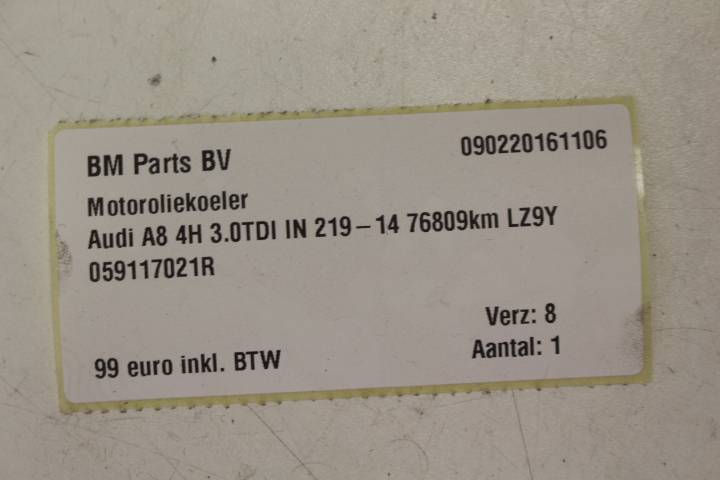 BM Parts BV
090220161106
Motoroliekoeler
Audi A8 4H 3.0TDI IN 219-14 76809km LZ9Y
059117021R
Verz: 8
99 euro inkl. BTW
Aantal: 1